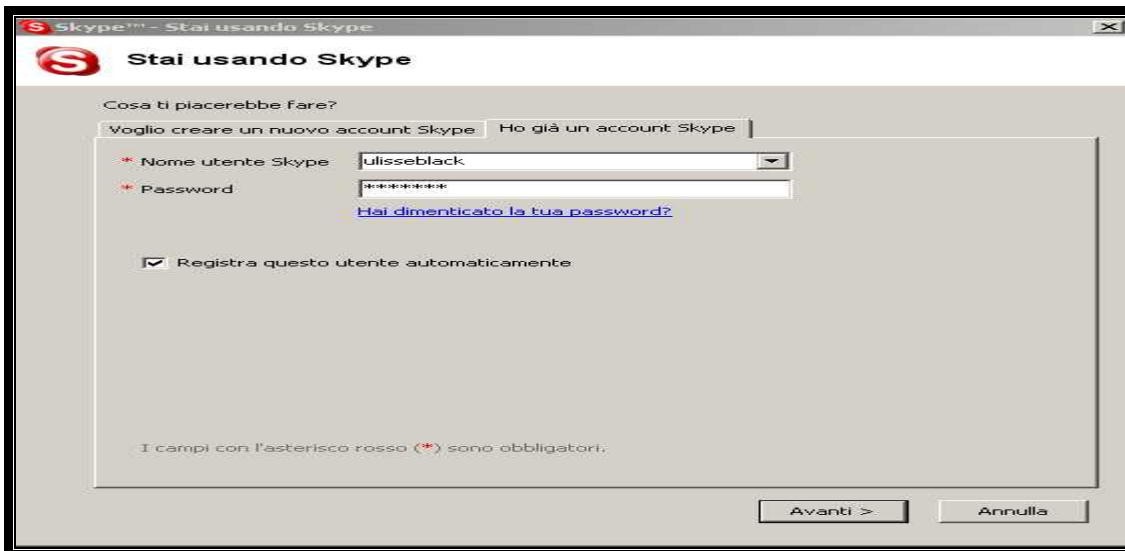 Skype™ - Stai usando Skype
Stai usando Skype
Cosa ti piacerebbe fare?
Voglio creare un nuovo account Skype Ho già un account Skype
* Nome utente Skype ulisseblack
* Password *******
Hai dimenticato la tua password?
Registra questo utente automaticamente
I campi con l'asterisco rosso (*) sono obbligatori.
Avanti > Annulla